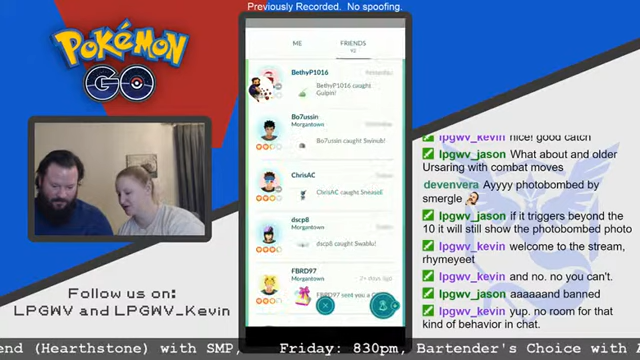 Previously Recorded. No spoofing.
POKéMON
GO
ME
FRIENDS
BethyP1016
BethyP1016 caught
Gulpin!
Bo7ussin
Morgantown
Bo7ussin caught Swinub!
ChrisAC
Morgantown
ChrisAC caught Sneasel!
dscp8
Morgantown
dscp8 caught Swablu!
FBRD97
Morgantown
2+ days ago
FBRD97 sent you a
lpgwv_kevin nice! good catch
lpgwv_jason What about and older
Ursaring with combat moves
devenvera Ayyyy photobombed by
smergle
lpgwv_jason if it triggers beyond the
10 it will still show the photobombed photo
lpgwv_kevin welcome to the stream,
rhymeyeet
lpgwv_kevin and no. no you can't.
lpgwv_jason aaaaand banned
lpgwv_kevin yup. no room for that
kind of behavior in chat.
Follow us on:
LPGWV and LPGWV_Kevin
end (Hearthstone) with SMP, Friday: 830pm, Bartender's Choice with